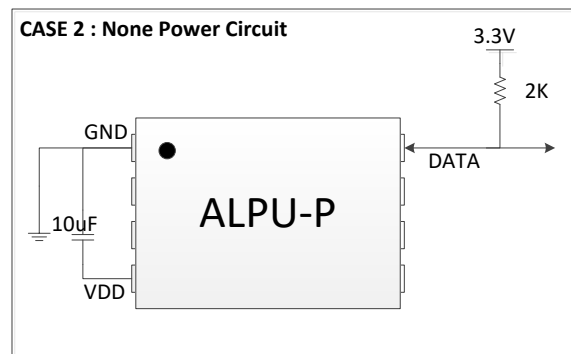 CASE 2 : None Power Circuit
3.3V
2K
GND
DATA
ALPU-P
10uF
VDD